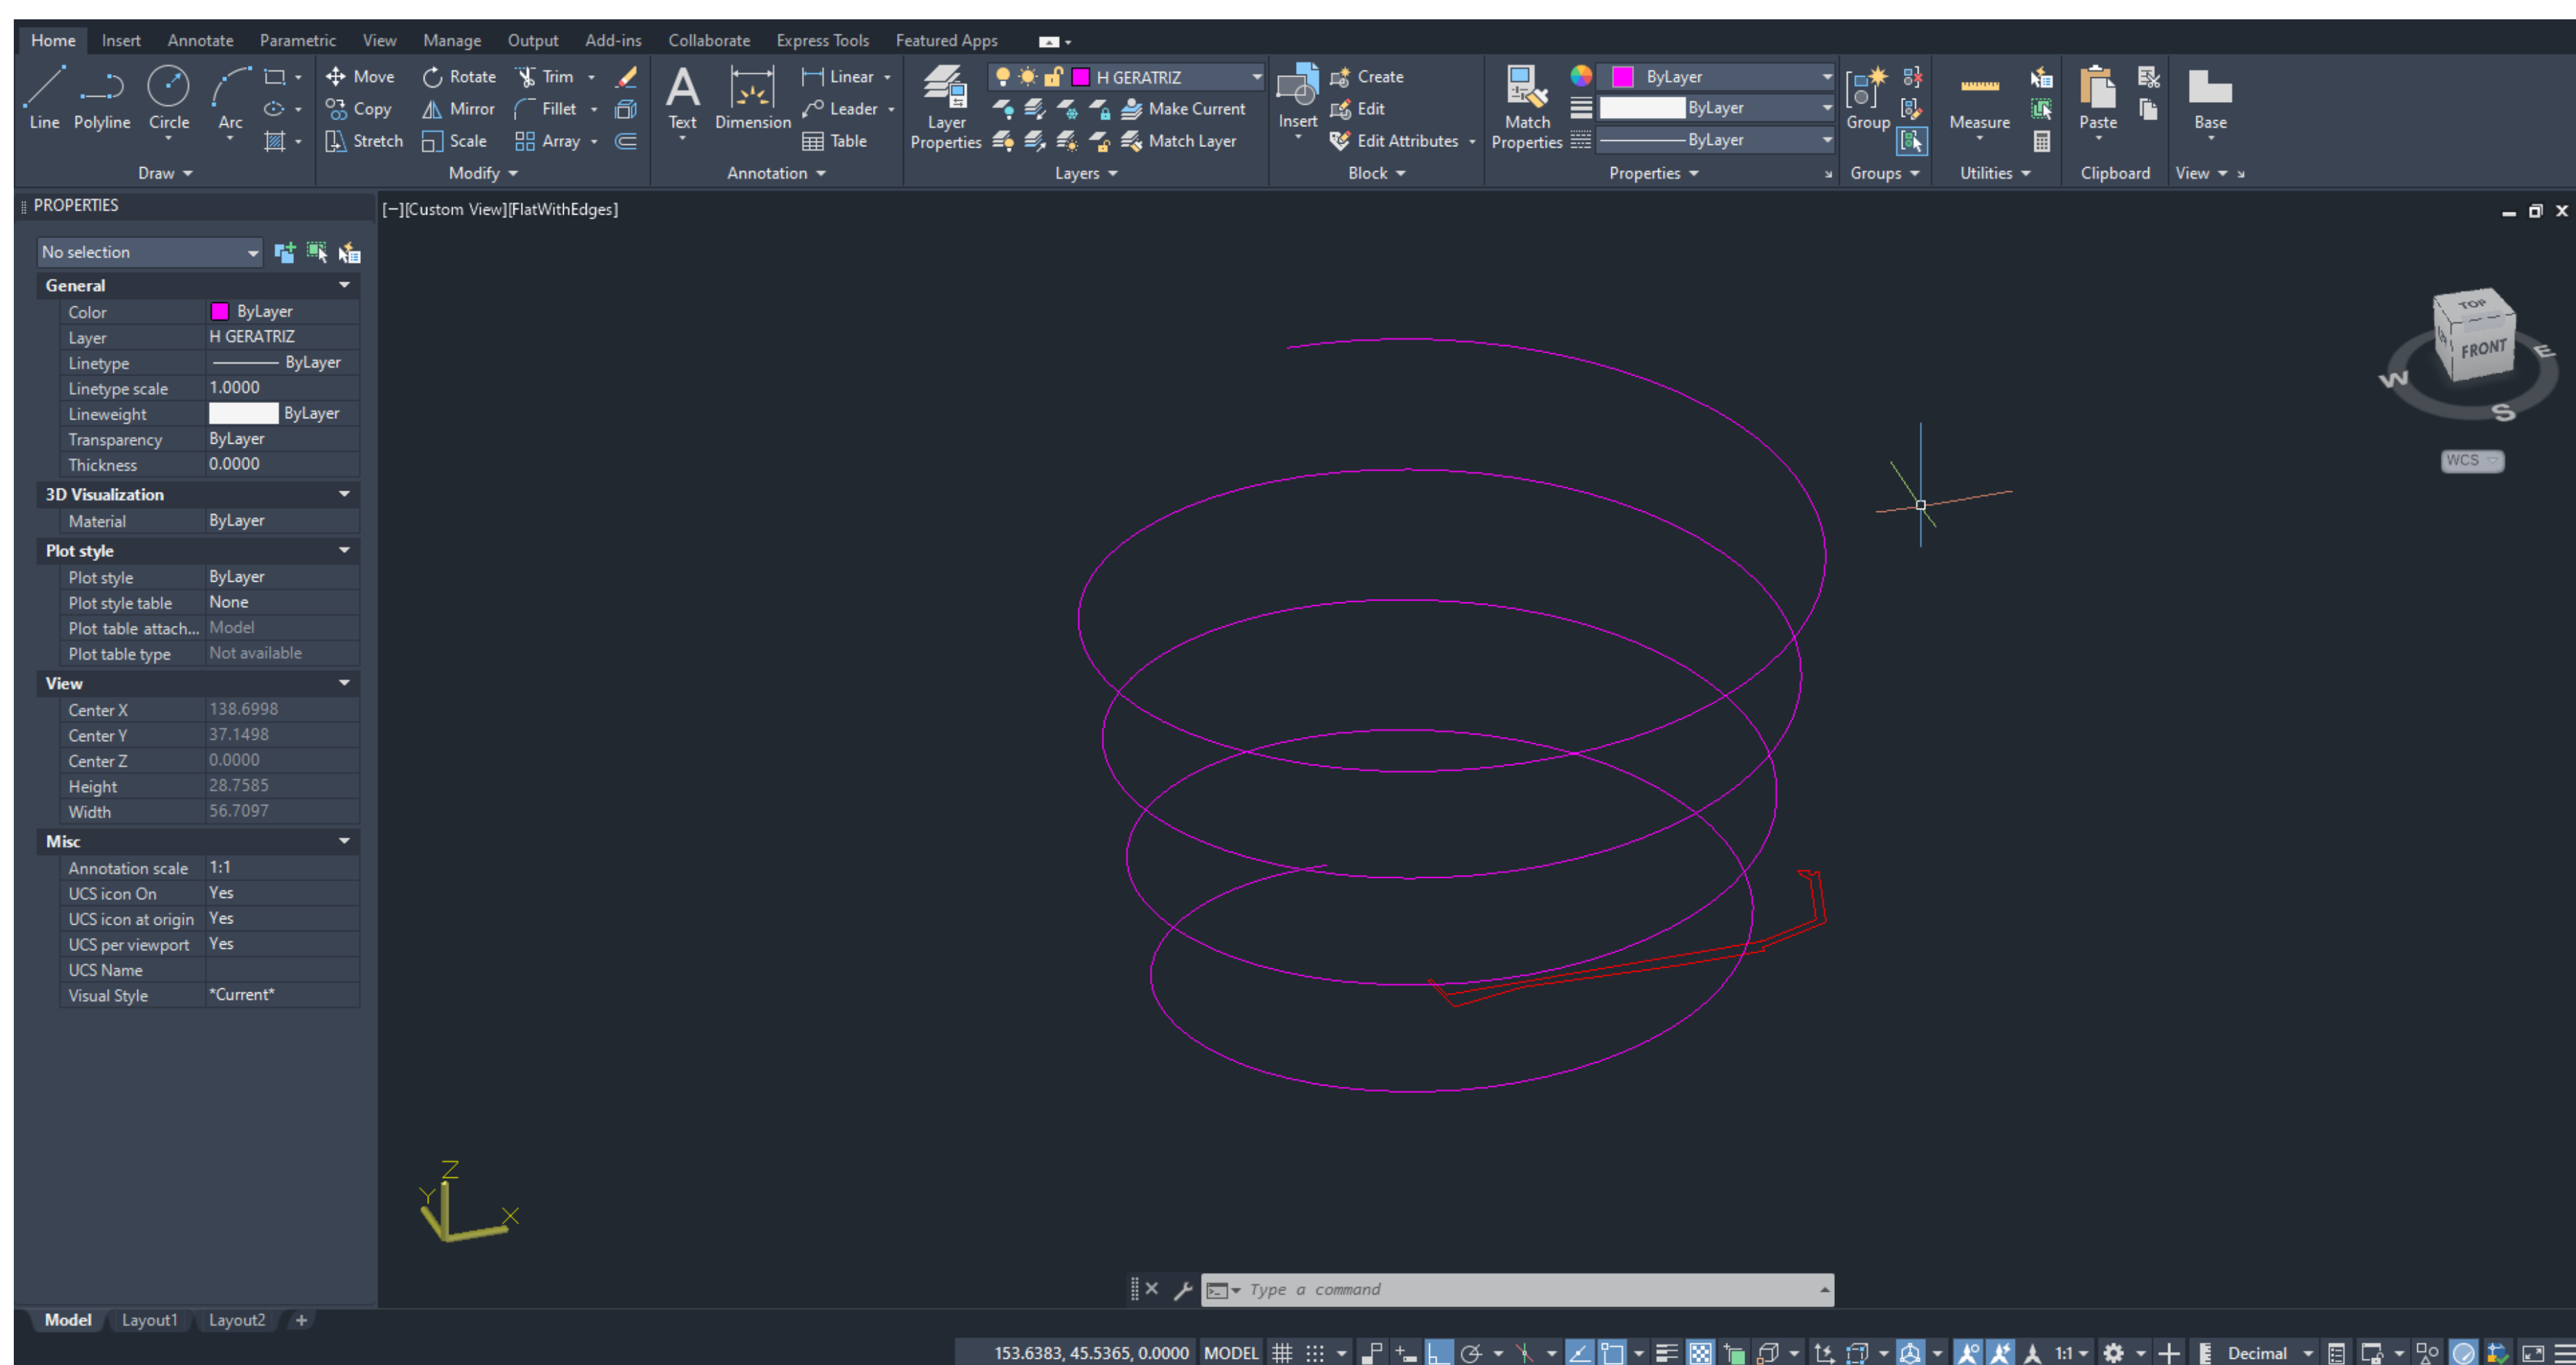 Home Insert Annotate Parametric View Manage Output Add-ins Collaborate Express Tools Featured Apps
Line Polyline Circle Arc
Move Rotate Trim
Copy Mirror Fillet
Stretch Scale Array
Text Dimension
Linear
Leader
Table
Layer Properties
H GERATRIZ
Make Current
Match Layer
Insert
Create
Edit
Edit Attributes
Match Properties
ByLayer
ByLayer
ByLayer
Group
Measure
Paste
Base
Draw Modify Annotation Layers Block Properties Groups Utilities Clipboard View
PROPERTIES
[−][Custom View][FlatWithEdges]
No selection
General
Color ByLayer
Layer H GERATRIZ
Linetype ByLayer
Linetype scale 1.0000
Lineweight ByLayer
Transparency ByLayer
Thickness 0.0000
3D Visualization
Material ByLayer
Plot style
Plot style ByLayer
Plot style table None
Plot table attach... Model
Plot table type Not available
View
Center X 138.6998
Center Y 37.1498
Center Z 0.0000
Height 28.7585
Width 56.7097
Misc
Annotation scale 1:1
UCS icon On Yes
UCS icon at origin Yes
UCS per viewport Yes
UCS Name
Visual Style *Current*
TOP
FRONT
W
E
S
WCS
Z
Y
X
Type a command
Model Layout1 Layout2 +
153.6383, 45.5365, 0.0000 MODEL 1:1 Decimal